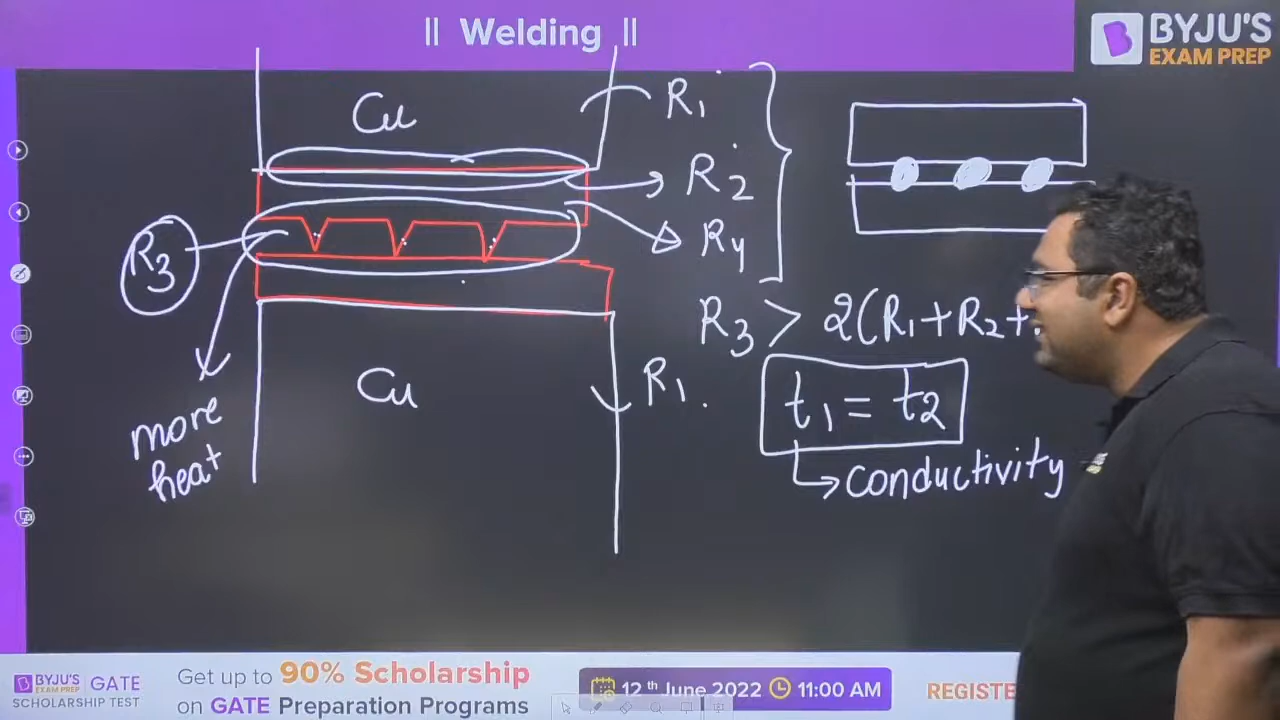 || Welding ||
BYJU'S
EXAM PREP
Cu
R1
R2
R4
R3
R3 > 2(R1+R2+
Cu
R1.
t1 = t2
conductivity
more
heat
BYJU'S
EXAM PREP
GATE
SCHOLARSHIP TEST
Get up to 90% Scholarship
on GATE Preparation Programs
12th June 2022 11:00 AM
REGISTE